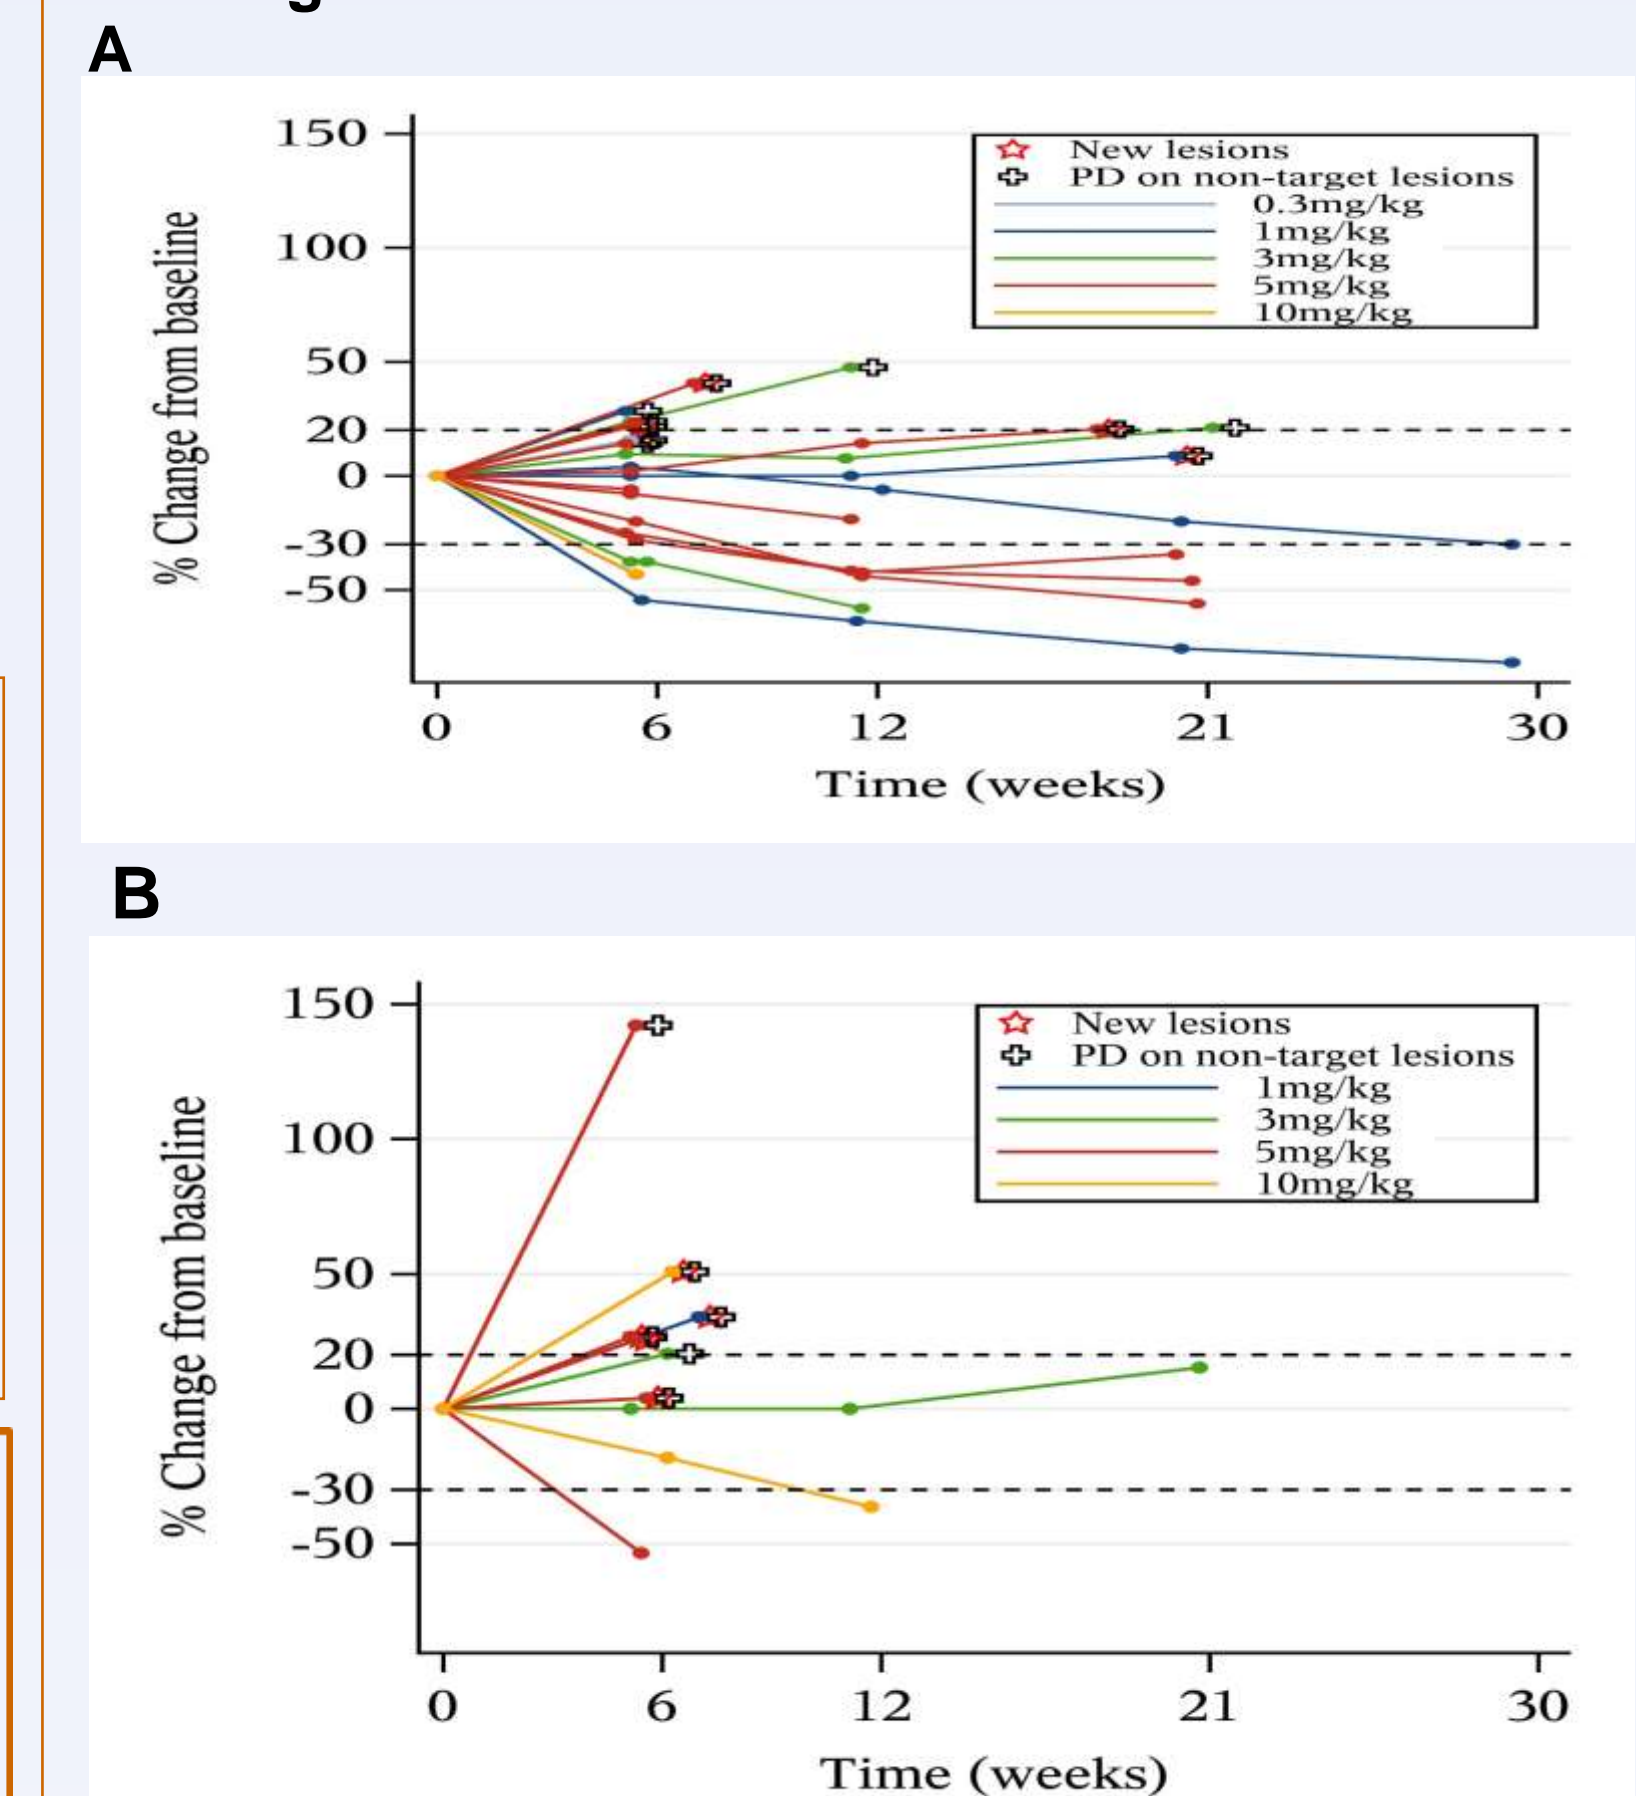 A
% Change from baseline
150
100
50
20
0
-30
-50
New lesions
PD on non-target lesions
0.3mg/kg
1mg/kg
3mg/kg
5mg/kg
10mg/kg
0 6 12 21 30
Time (weeks)
B
% Change from baseline
150
100
50
20
0
-30
-50
New lesions
PD on non-target lesions
1mg/kg
3mg/kg
5mg/kg
10mg/kg
0 6 12 21 30
Time (weeks)